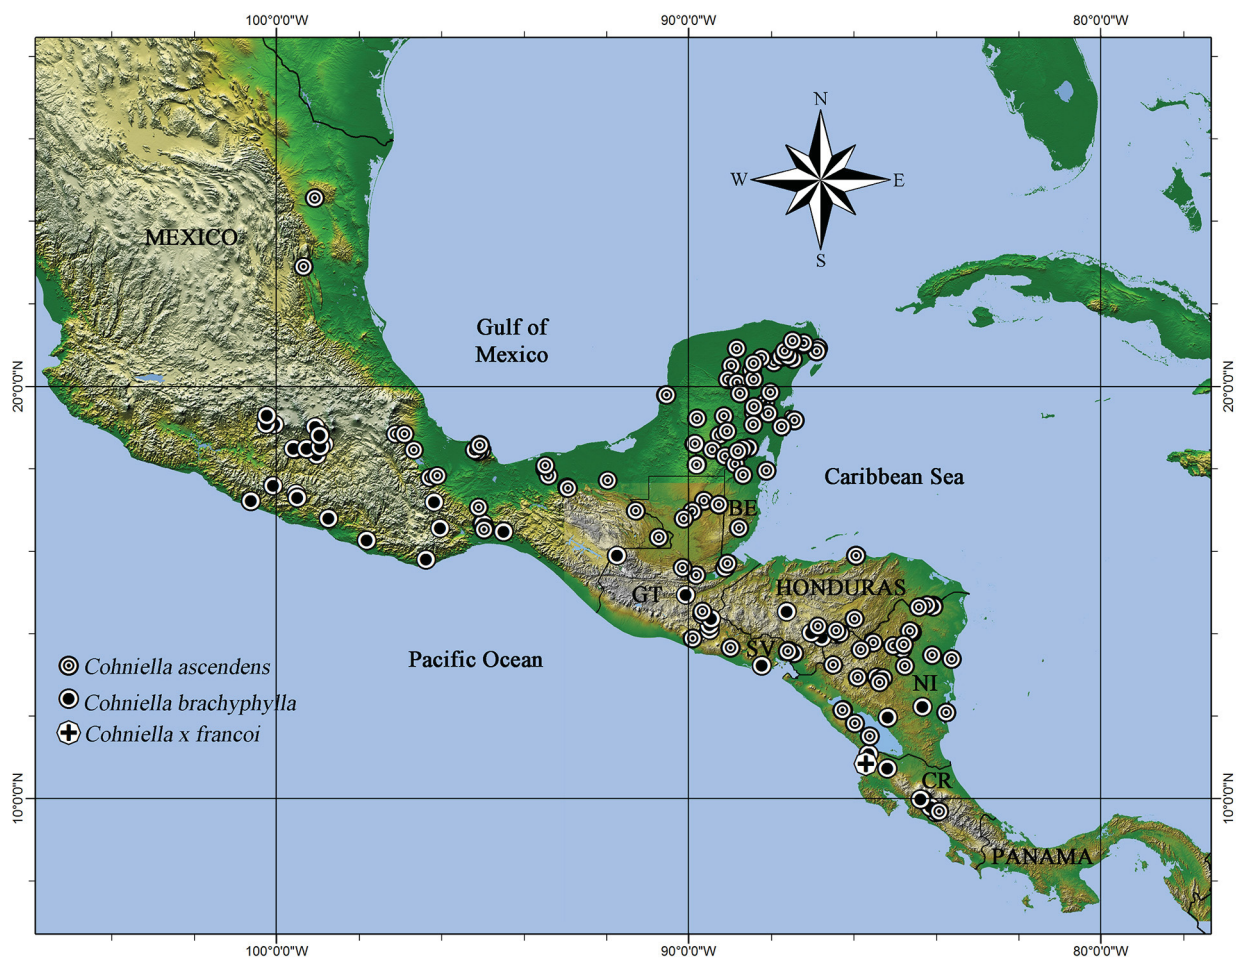 100°0'0"W
90°0'0"W
80°0'0"W
N
W
E
S
MEXICO
Gulf of
Mexico
20°0'0"N
20°0'0"N
Caribbean Sea
BE
HONDURAS
GT
SV
Pacific Ocean
NI
Cohniella ascendens
Cohniella brachyphylla
Cohniella x francoi
CR
10°0'0"N
10°0'0"N
PANAMA
100°0'0"W
90°0'0"W
80°0'0"W